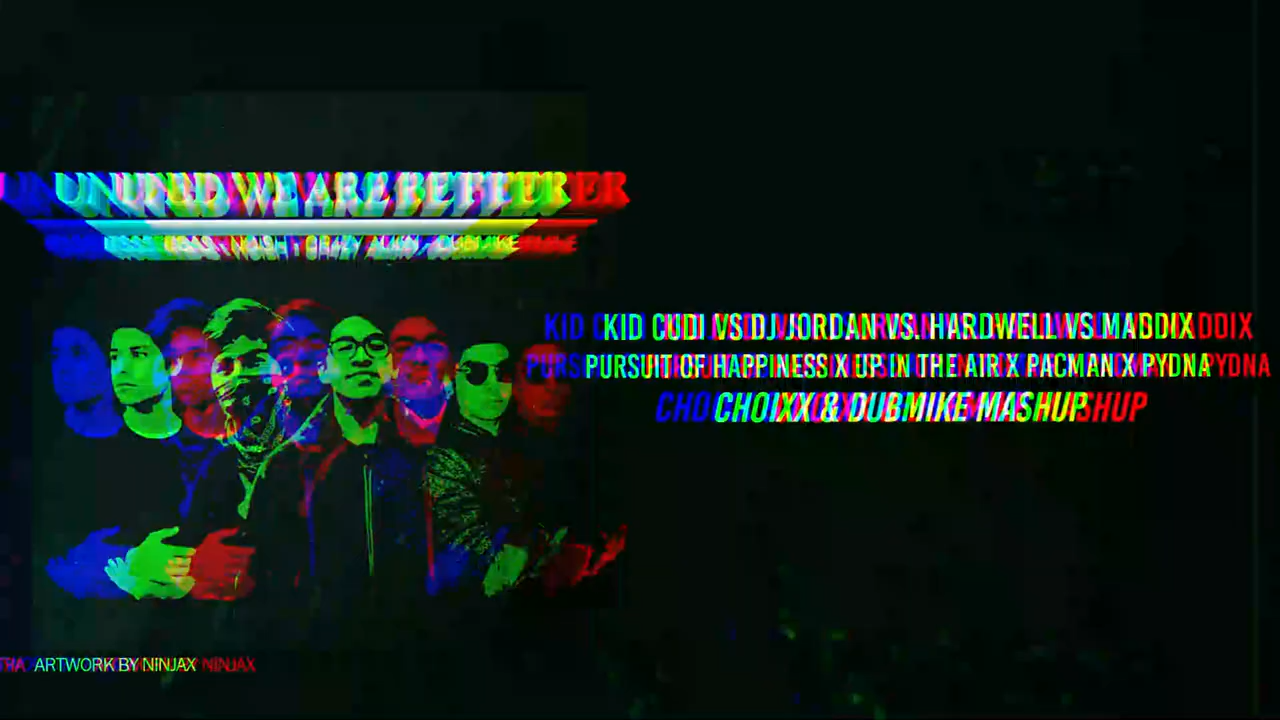 WE ARE BETTER
DUBMIKE
KID CUDI VS DJ JORDAN VS. HARDWELL VS MADDIX
PURSUIT OF HAPPINESS X UP IN THE AIR X PACMAN X PYDNA
CHOIXX & DUBMIKE MASHUP
ARTWORK BY NINJAX